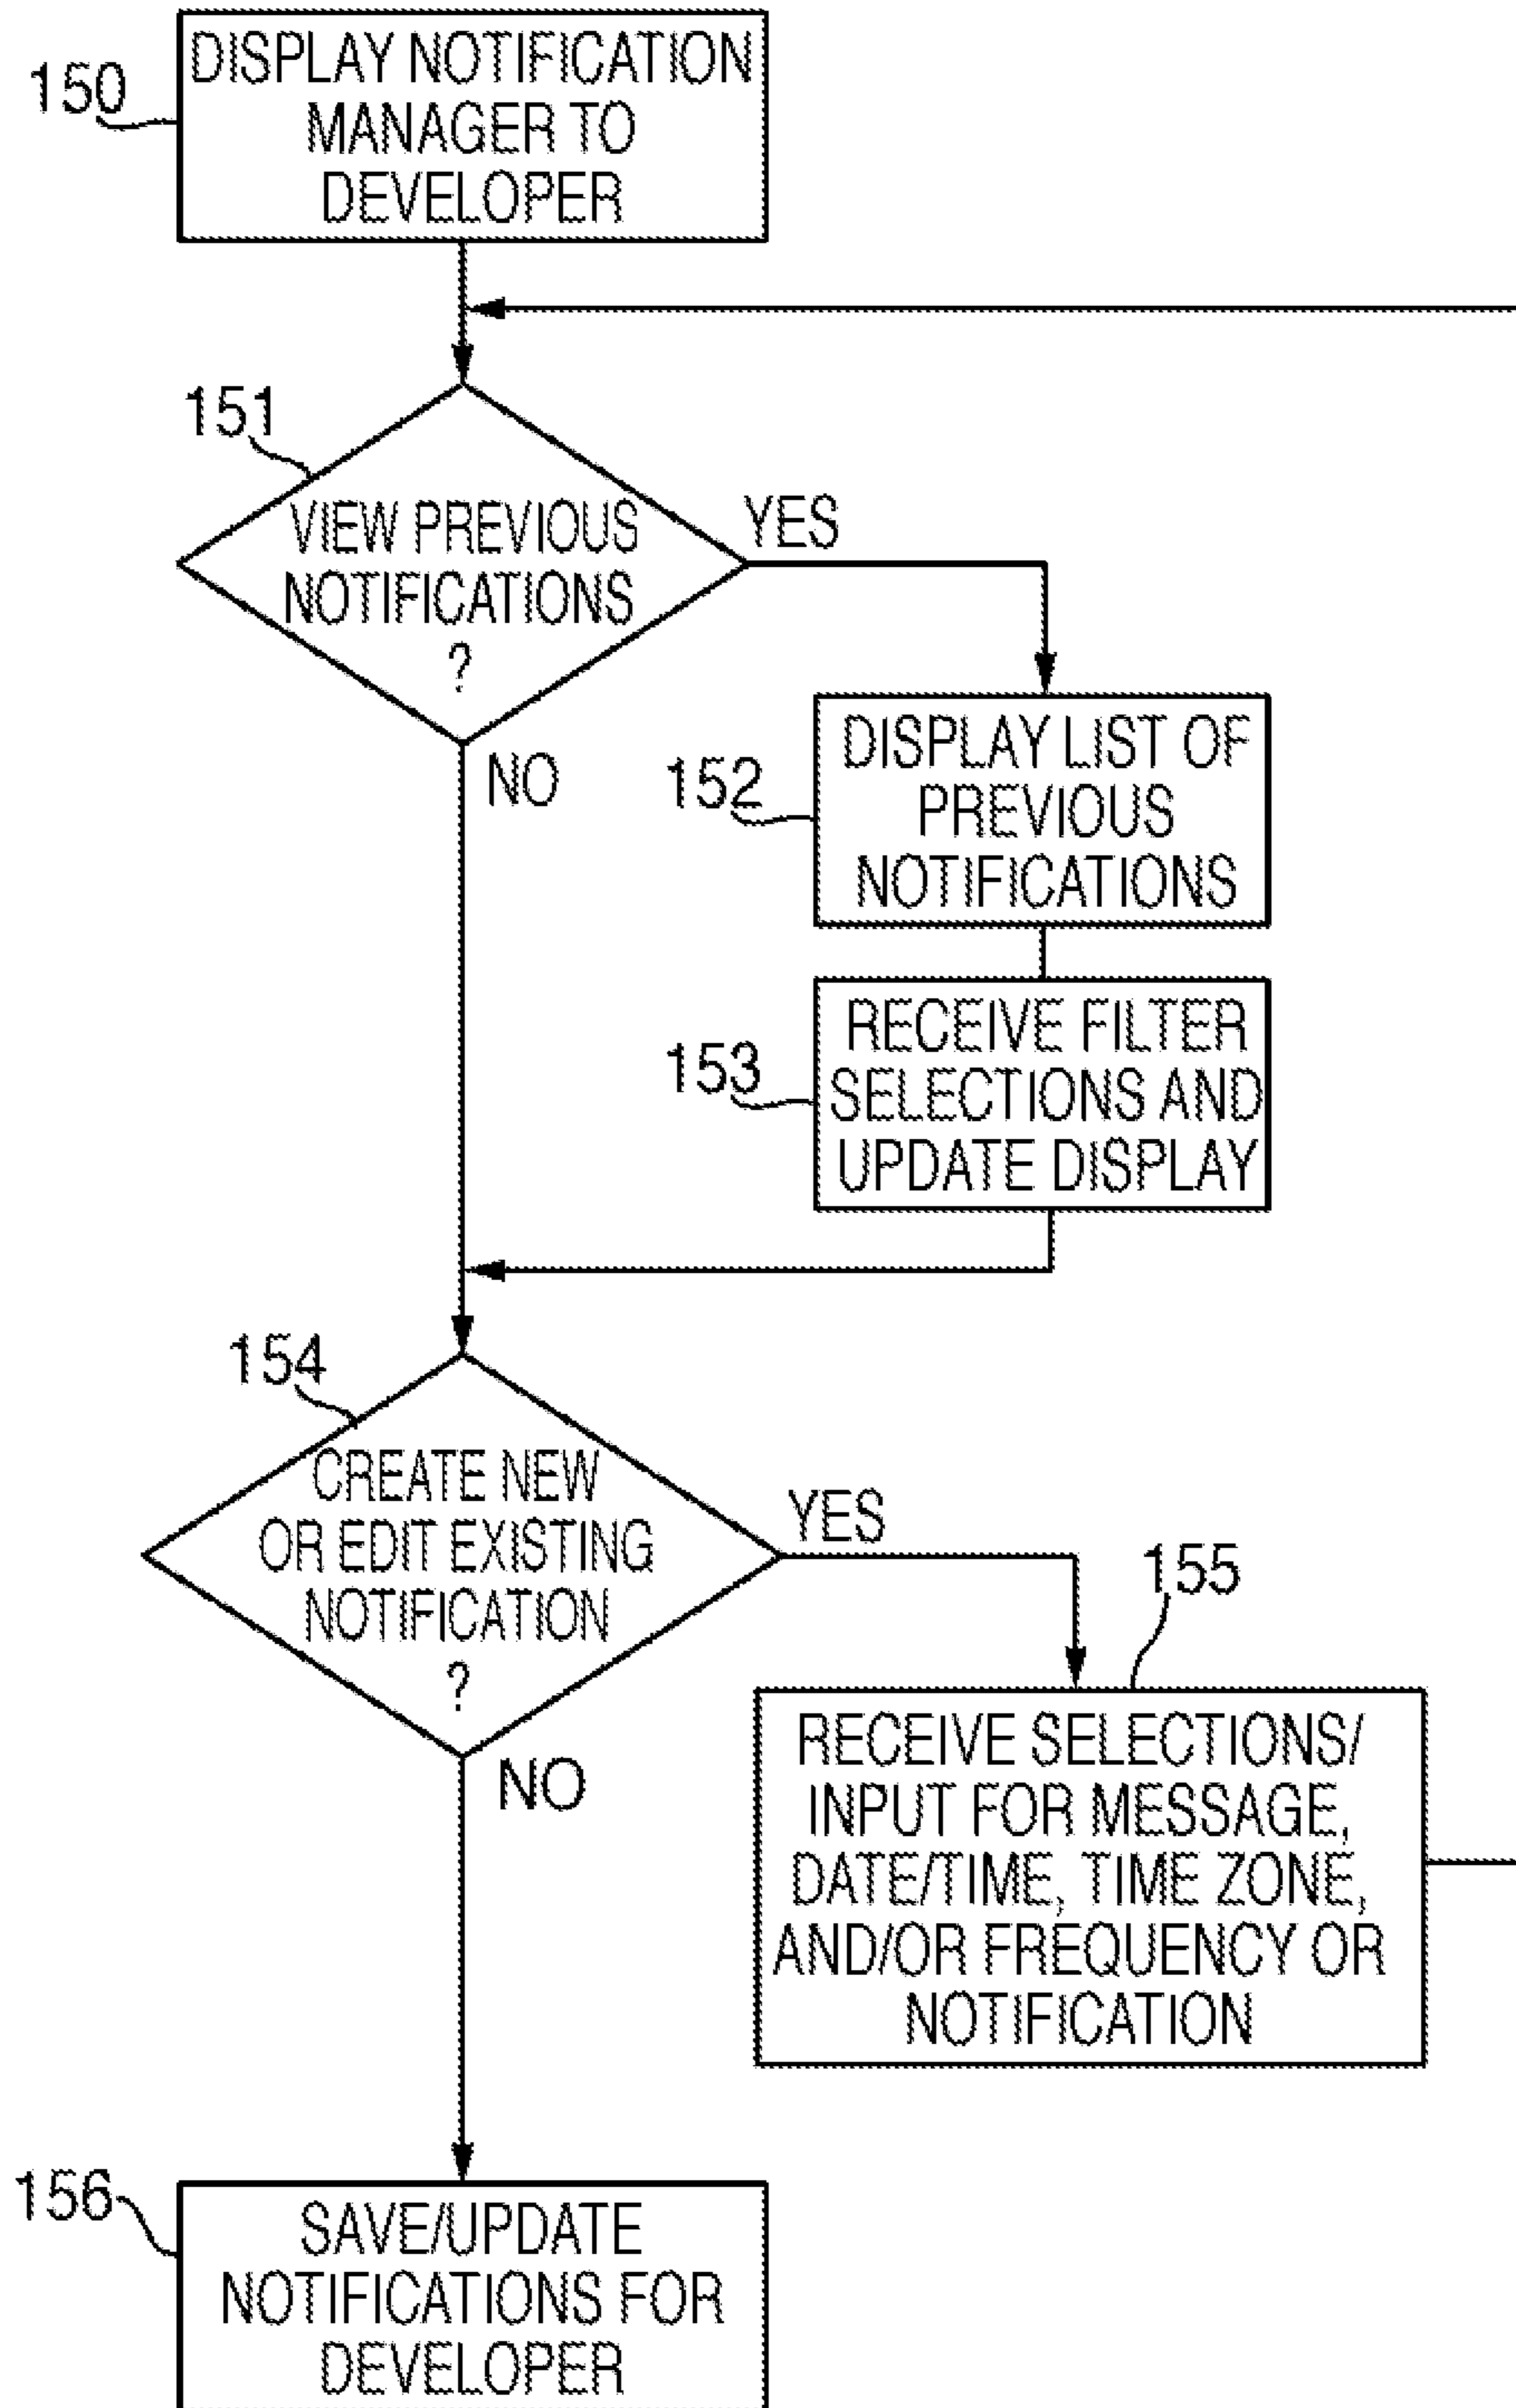 150
DISPLAY NOTIFICATION
MANAGER TO
DEVELOPER
151
VIEW PREVIOUS
NOTIFICATIONS
?
YES
NO
152
DISPLAY LIST OF
PREVIOUS
NOTIFICATIONS
153
RECEIVE FILTER
SELECTIONS AND
UPDATE DISPLAY
154
CREATE NEW
OR EDIT EXISTING
NOTIFICATION
?
YES
NO
155
RECEIVE SELECTIONS/
INPUT FOR MESSAGE,
DATE/TIME, TIME ZONE,
AND/OR FREQUENCY OR
NOTIFICATION
156
SAVE/UPDATE
NOTIFICATIONS FOR
DEVELOPER